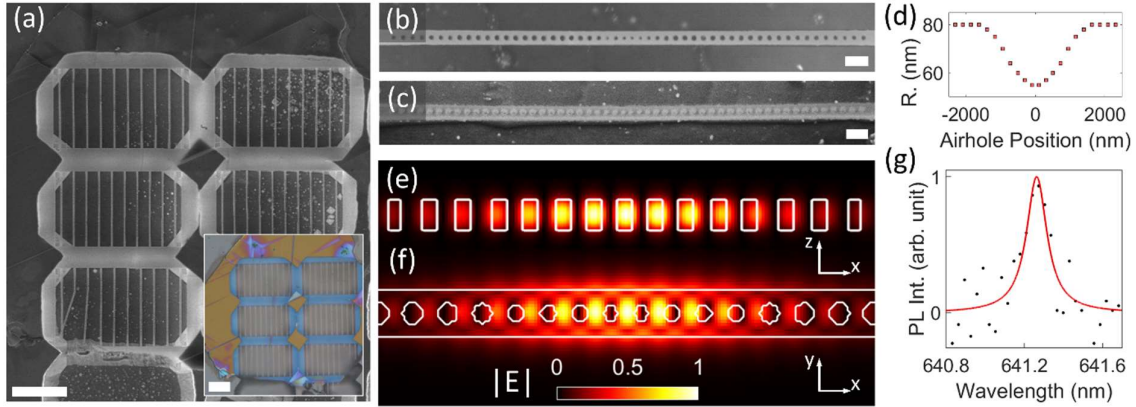 (a)
(b)
(c)
(d)
80
60
R. (nm)
-2000
0
2000
Airhole Position (nm)
(e)
z
x
(f)
y
x
|E|
0
0.5
1
(g)
1
0
PL Int. (arb. unit)
640.8
641.2
641.6
Wavelength (nm)